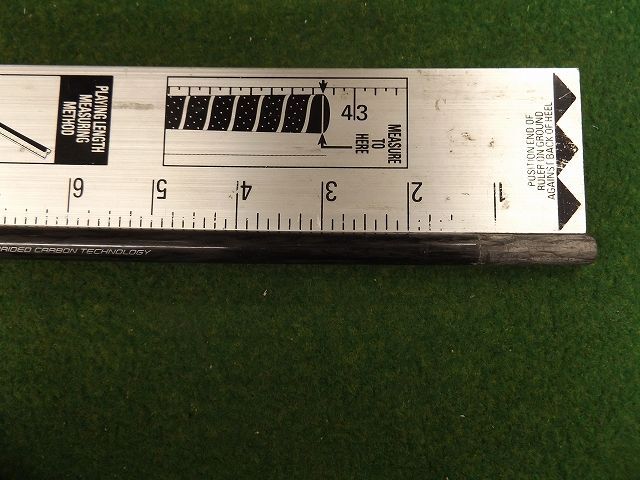 PLAYING LENGTH
MEASURING
METHOD
43
MEASURE
TO
HERE
POSITION END OF
RULER ON GROUND
AGAINST BACK OF HEEL
6
5
4
3
2
1
BRAIDED CARBON TECHNOLOGY